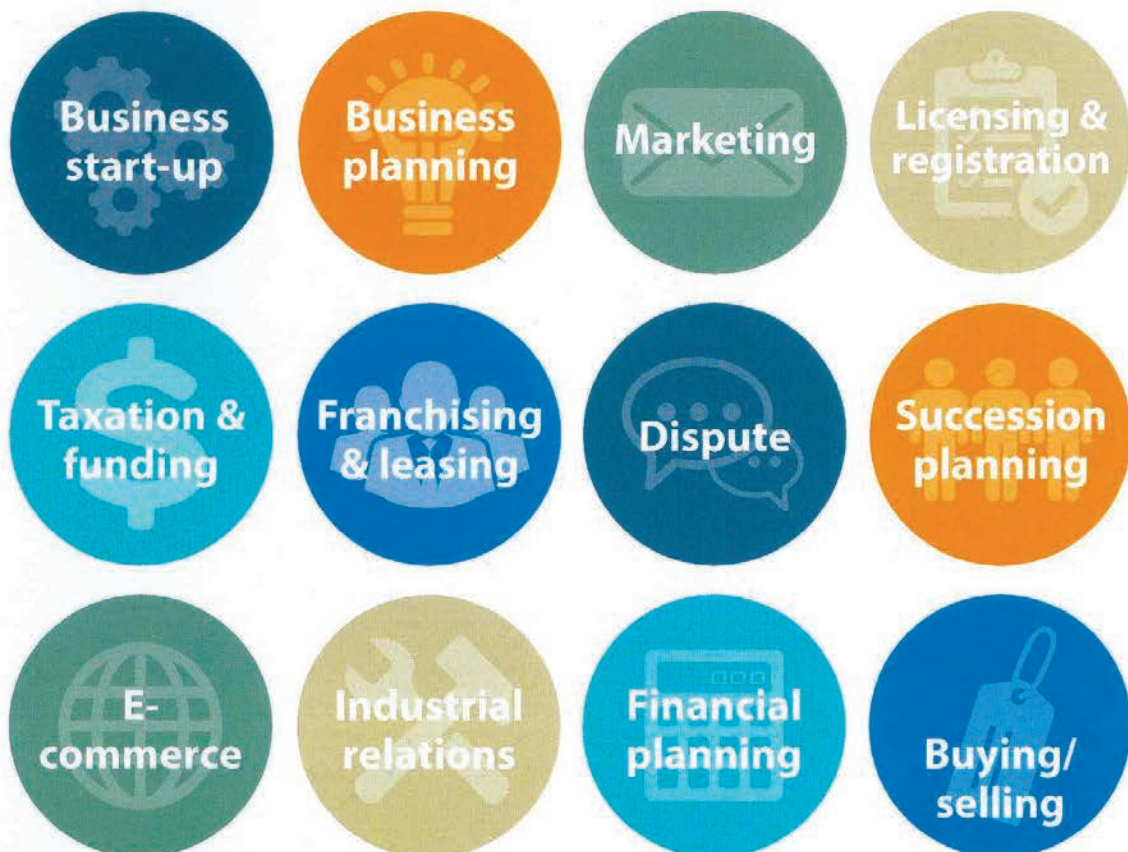 Business
start-up
Business
planning
Marketing
Licensing &
registration
Taxation &
funding
Franchising
& leasing
Dispute
Succession
planning
E-
commerce
Industrial
relations
Financial
planning
Buying/
selling